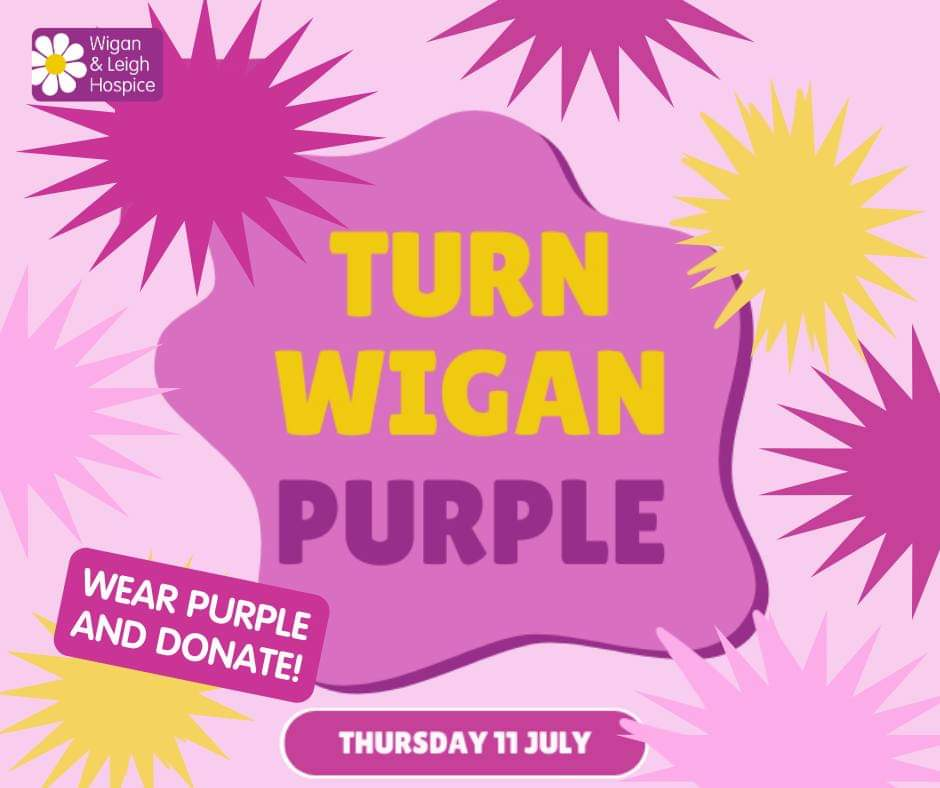 Wigan
& Leigh
Hospice
TURN
WIGAN
PURPLE
WEAR PURPLE
AND DONATE!
THURSDAY 11 JULY